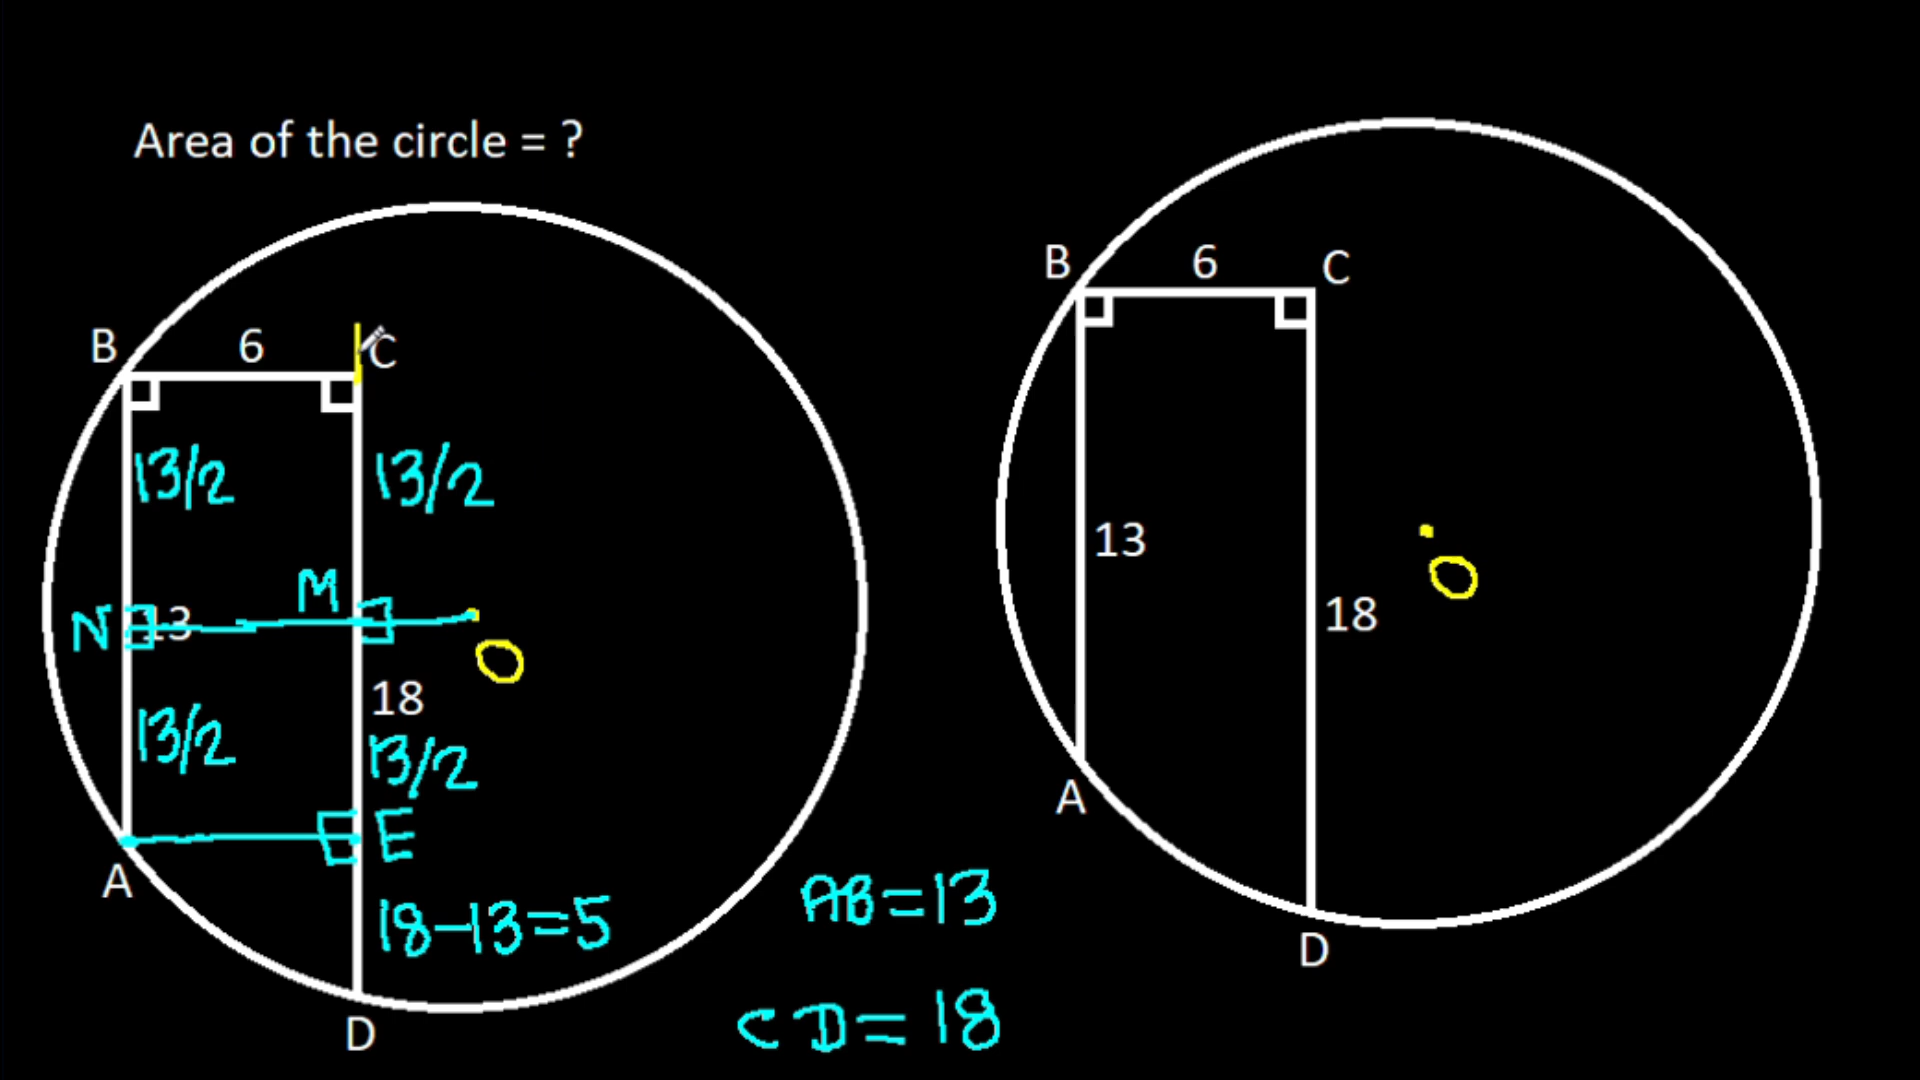 Area of the circle = ?
B 6 C
13/2 13/2
N 13 M
O
18
13/2 13/2
E
A
18-13=5
D
AB=13
CD=18
B 6 C
13
O
18
A
D